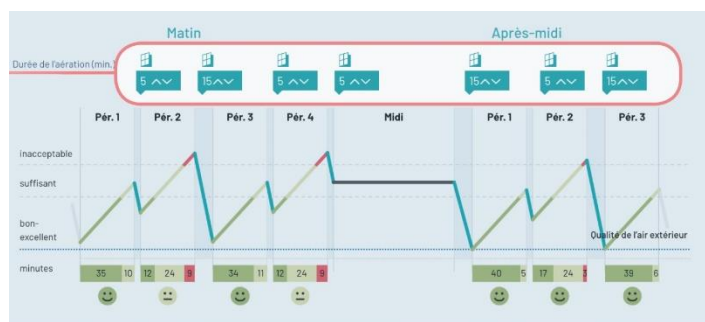 Matin Après-midi
Durée de l'aération (min.)
5 15 5 5 15 5 15
Pér. 1 Pér. 2 Pér. 3 Pér. 4 Midi Pér. 1 Pér. 2 Pér. 3
inacceptable
suffisant
bon-
excellent
Qualité de l'air extérieur
minutes 35 10 12 24 9 34 11 12 24 9 40 5 17 24 3 39 6